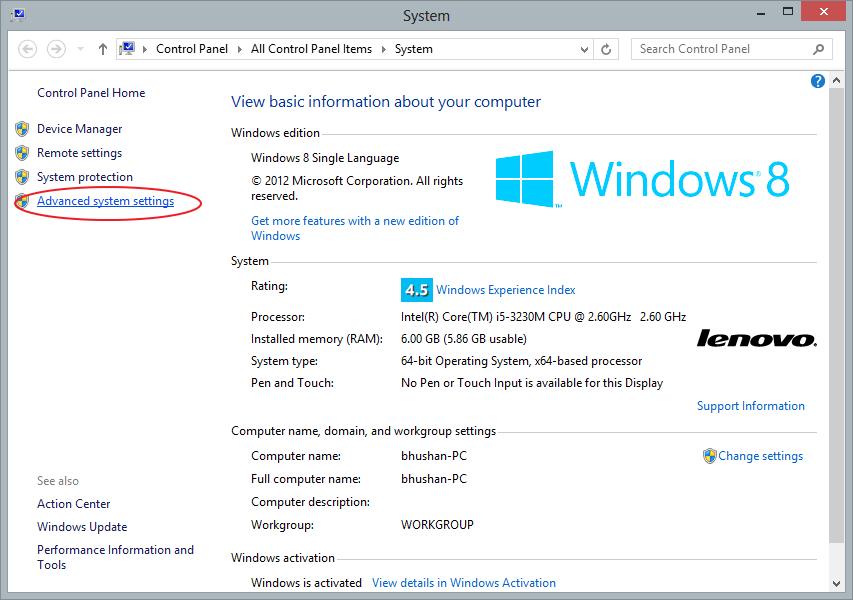 System
Control Panel
All Control Panel Items
System
Search Control Panel
Control Panel Home
Device Manager
Remote settings
System protection
Advanced system settings
See also
Action Center
Windows Update
Performance Information and
Tools
View basic information about your computer
Windows edition
Windows 8 Single Language
© 2012 Microsoft Corporation. All rights
reserved.
Get more features with a new edition of
Windows
Windows 8
™
System
Rating: 4.5 Windows Experience Index
Processor: Intel(R) Core(TM) i5-3230M CPU @ 2.60GHz 2.60 GHz
Installed memory (RAM): 6.00 GB (5.86 GB usable)
System type: 64-bit Operating System, x64-based processor
Pen and Touch: No Pen or Touch Input is available for this Display
lenovo.
Support Information
Computer name, domain, and workgroup settings
Computer name: bhushan-PC Change settings
Full computer name: bhushan-PC
Computer description:
Workgroup: WORKGROUP
Windows activation
Windows is activated View details in Windows Activation